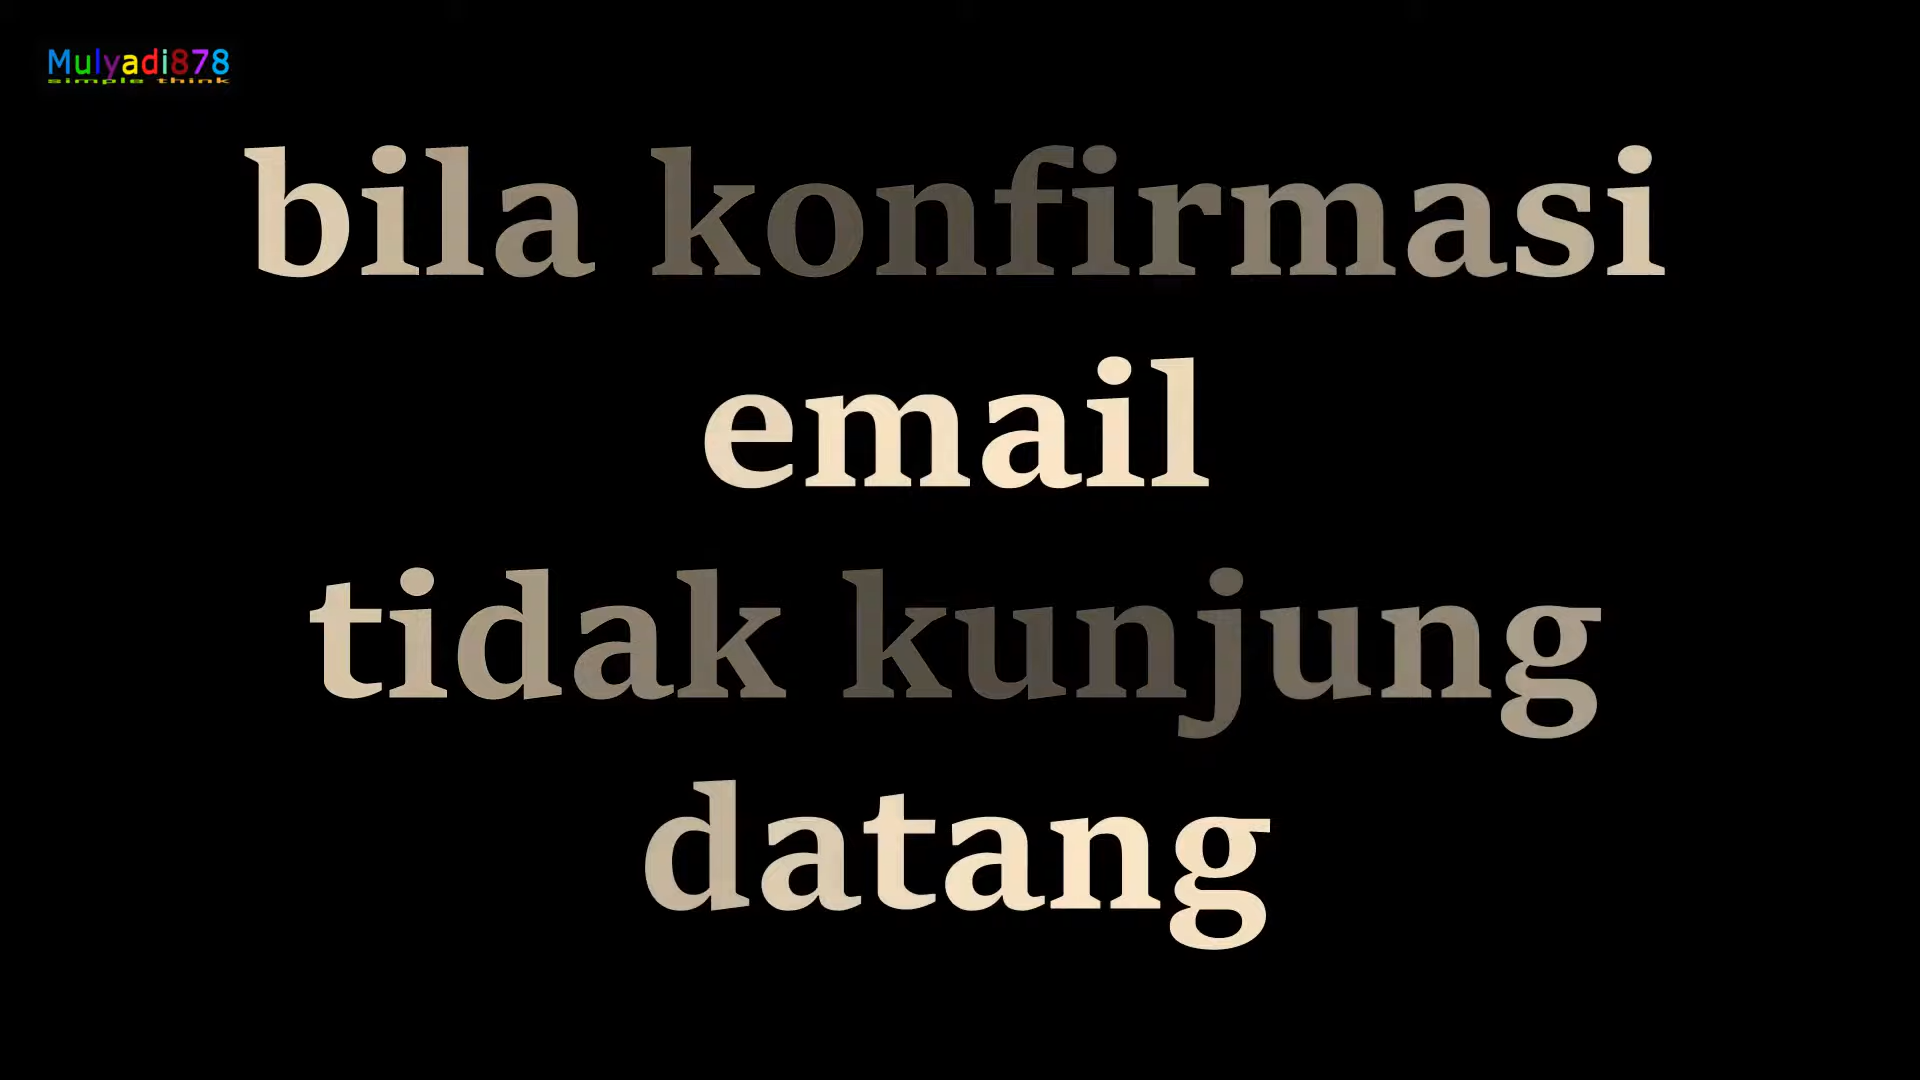 Mulyadi878
simple think
bila konfirmasi
email
tidak kunjung
datang